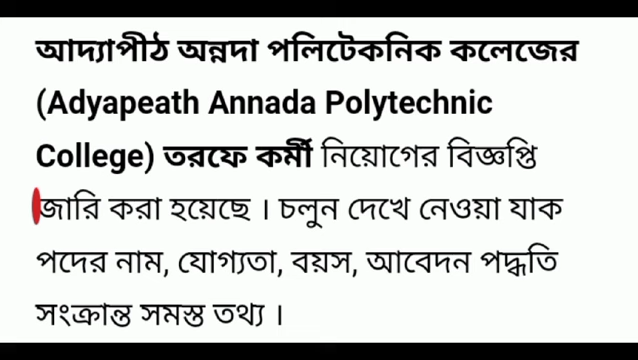 আদ্যাপীঠ অন্নদা পলিটেকনিক কলেজের
(Adyapeath Annada Polytechnic
College) তরফে কর্মী নিয়োগের বিজ্ঞপ্তি
জারি করা হয়েছে । চলুন দেখে নেওয়া যাক
পদের নাম, যোগ্যতা, বয়স, আবেদন পদ্ধতি
সংক্রান্ত সমস্ত তথ্য ।